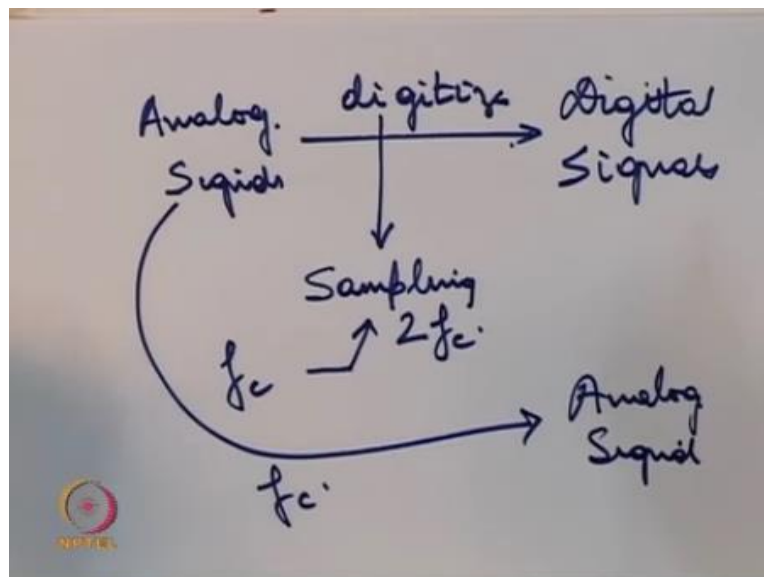 Analog.
Signals
digitize
Digital
Signals
Sampling
2fc.
fc
Analog
Signal
fc.
NPTEL